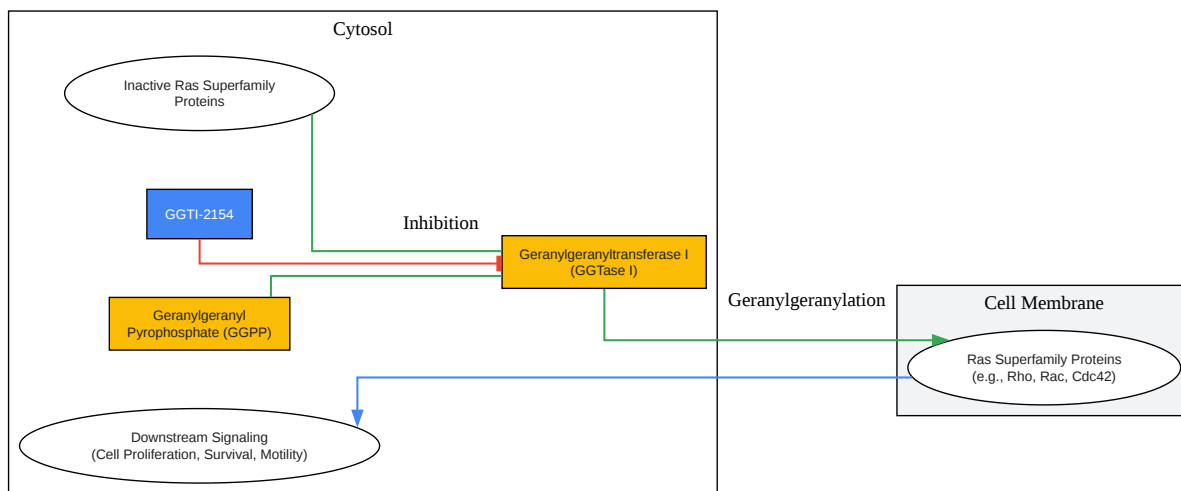 Cytosol
Inactive Ras Superfamily
Proteins
GGTI-2154
Inhibition
Geranylgeranyltransferase I
(GGTase I)
Geranylgeranyl
Pyrophosphate (GGPP)
Geranylgeranylation
Cell Membrane
Ras Superfamily Proteins
(e.g., Rho, Rac, Cdc42)
Downstream Signaling
(Cell Proliferation, Survival, Motility)